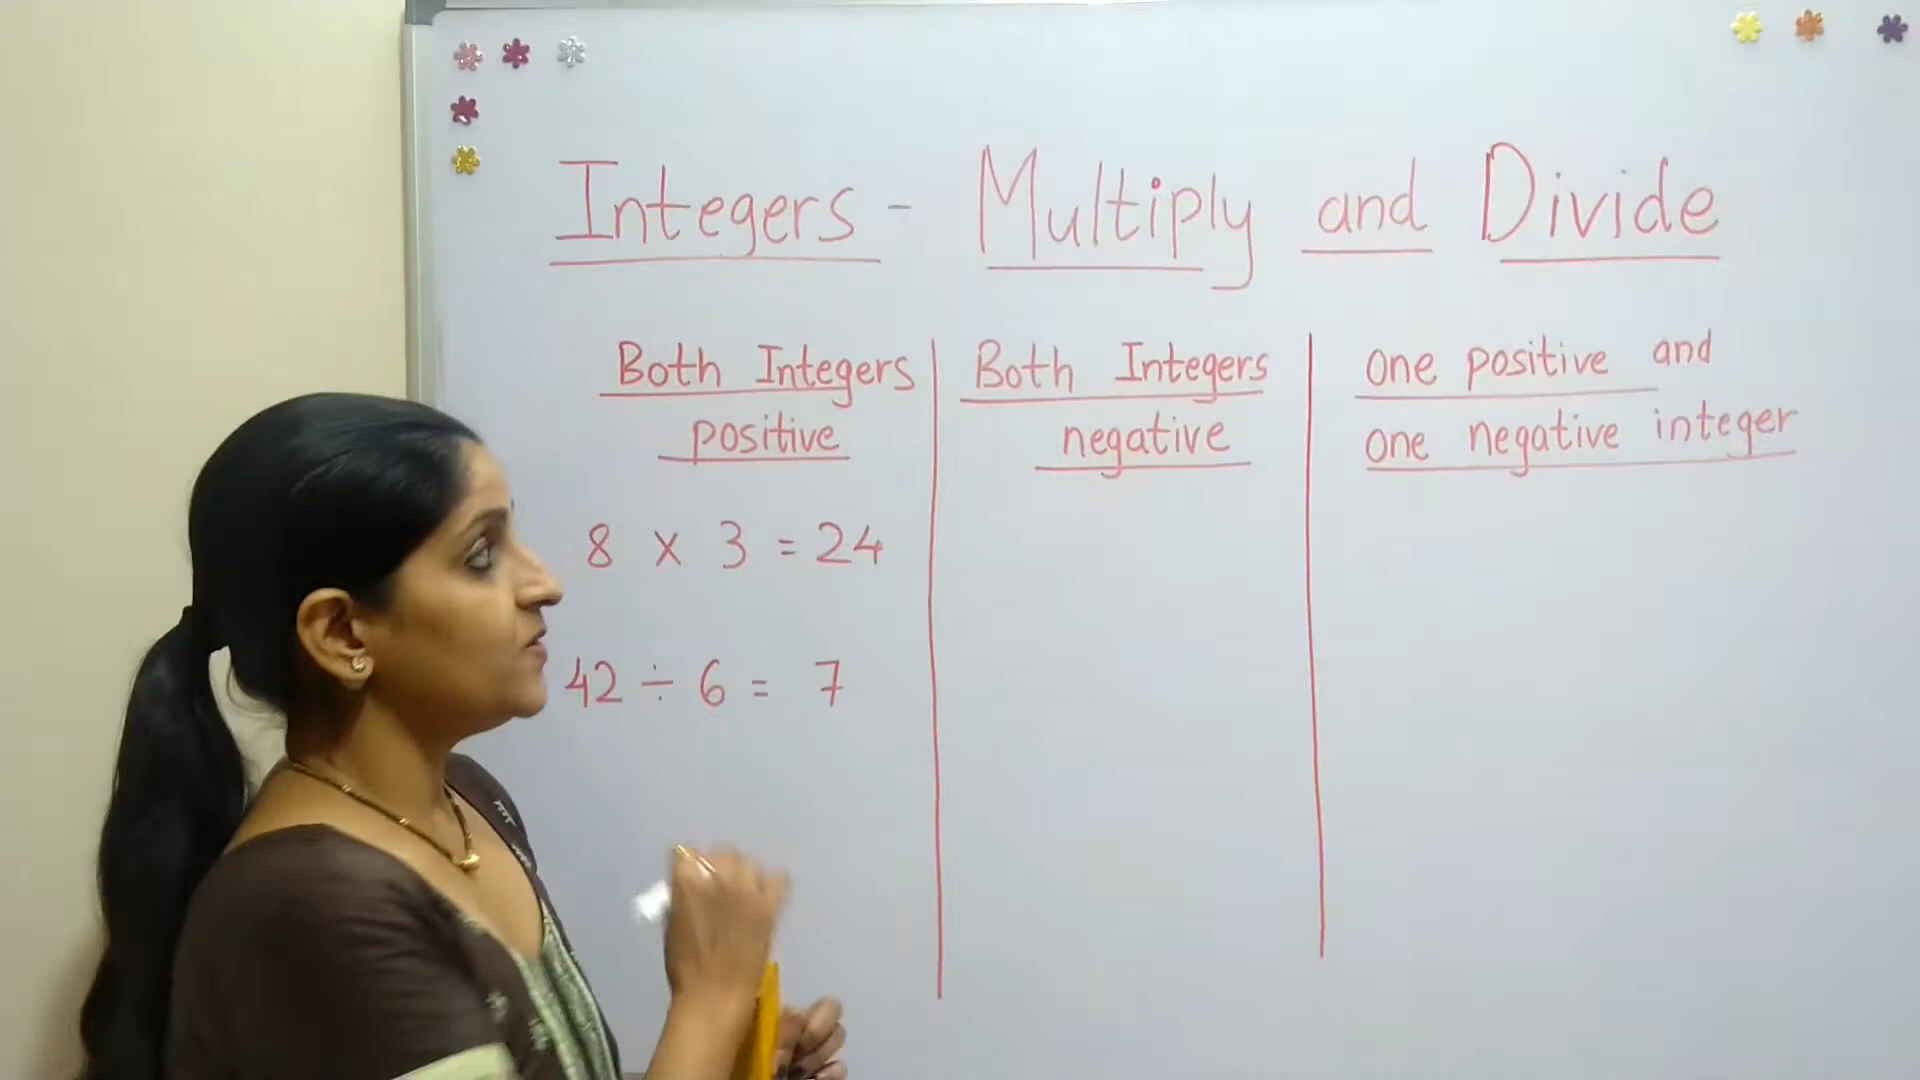 Integers - Multiply and Divide
Both Integers
positive
8 x 3 = 24
42 ÷ 6 = 7
Both Integers
negative
one positive and
one negative integer